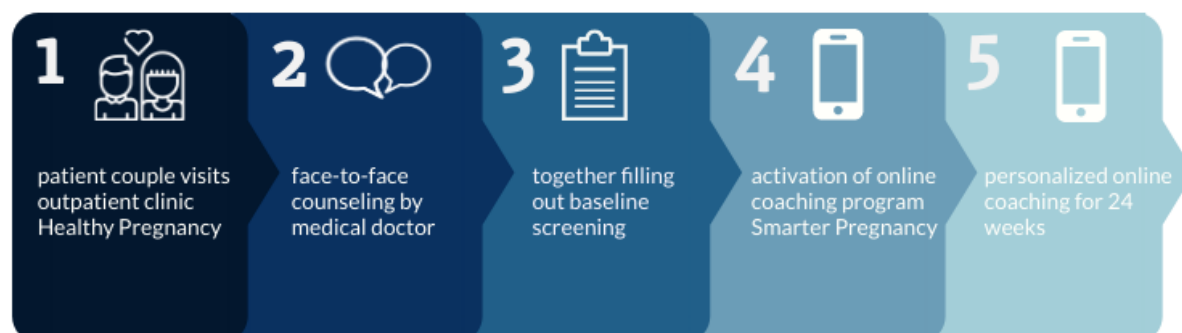 1
patient couple visits
outpatient clinic
Healthy Pregnancy
2
face-to-face
counseling by
medical doctor
3
together filling
out baseline
screening
4
activation of online
coaching program
Smarter Pregnancy
5
personalized online
coaching for 24
weeks